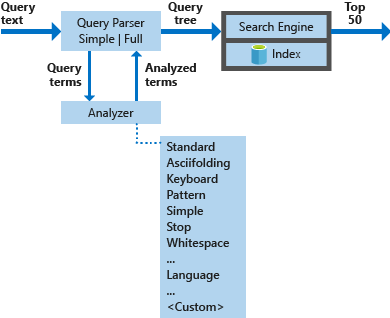 Query
text
Query Parser
Simple | Full
Query
tree
Search Engine
Index
Top
50
Query
terms
Analyzed
terms
Analyzer
Standard
Asciifolding
Keyboard
Pattern
Simple
Stop
Whitespace
...
Language
...
<Custom>